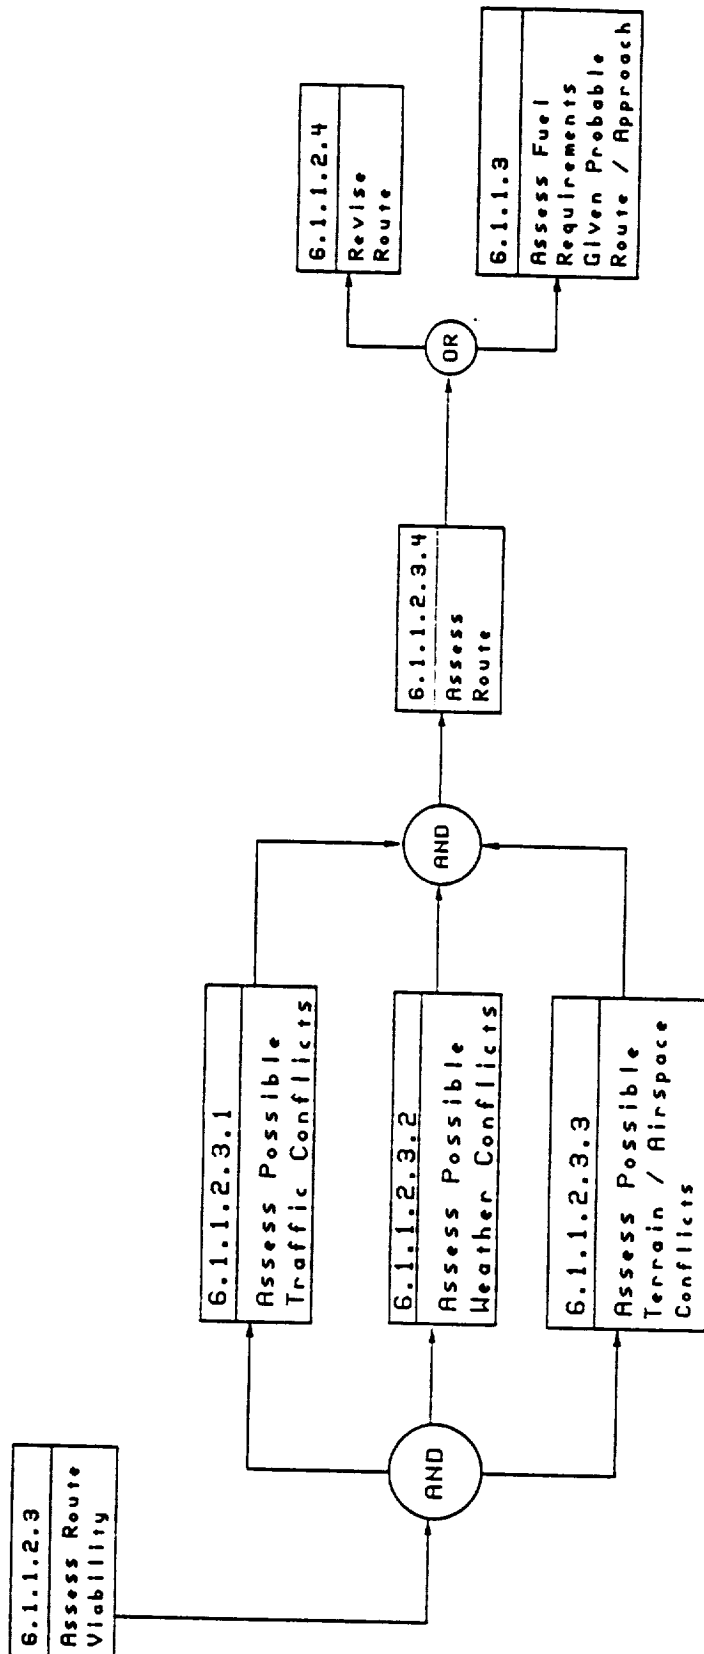 6.1.1.2.3
Assess Route
Viability
AND
6.1.1.2.3.1
Assess Possible
Traffic Conflicts
6.1.1.2.3.2
Assess Possible
Weather Conflicts
6.1.1.2.3.3
Assess Possible
Terrain / Airspace
Conflicts
AND
6.1.1.2.3.4
Assess
Route
OR
6.1.1.2.4
Revise
Route
6.1.1.3
Assess Fuel
Requirements
Given Probable
Route / Approach